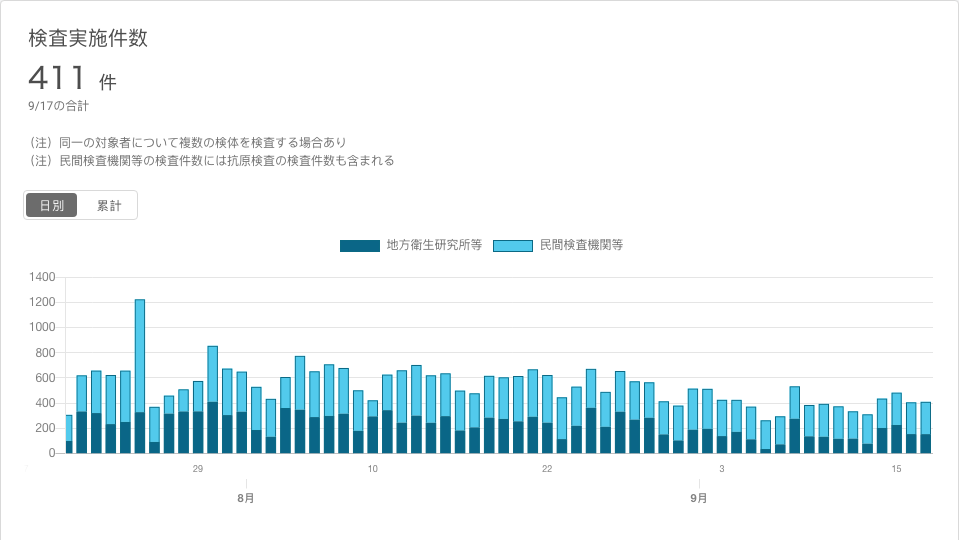 検査実施件数
411 件
9/17の合計
（注）同一の対象者について複数の検体を検査する場合あり
（注）民間検査機関等の検査件数には抗原検査の検査件数も含まれる
日別 累計
地方衛生研究所等 民間検査機関等
1400
1200
1000
800
600
400
200
0
29 10 22 3 15
8月 9月